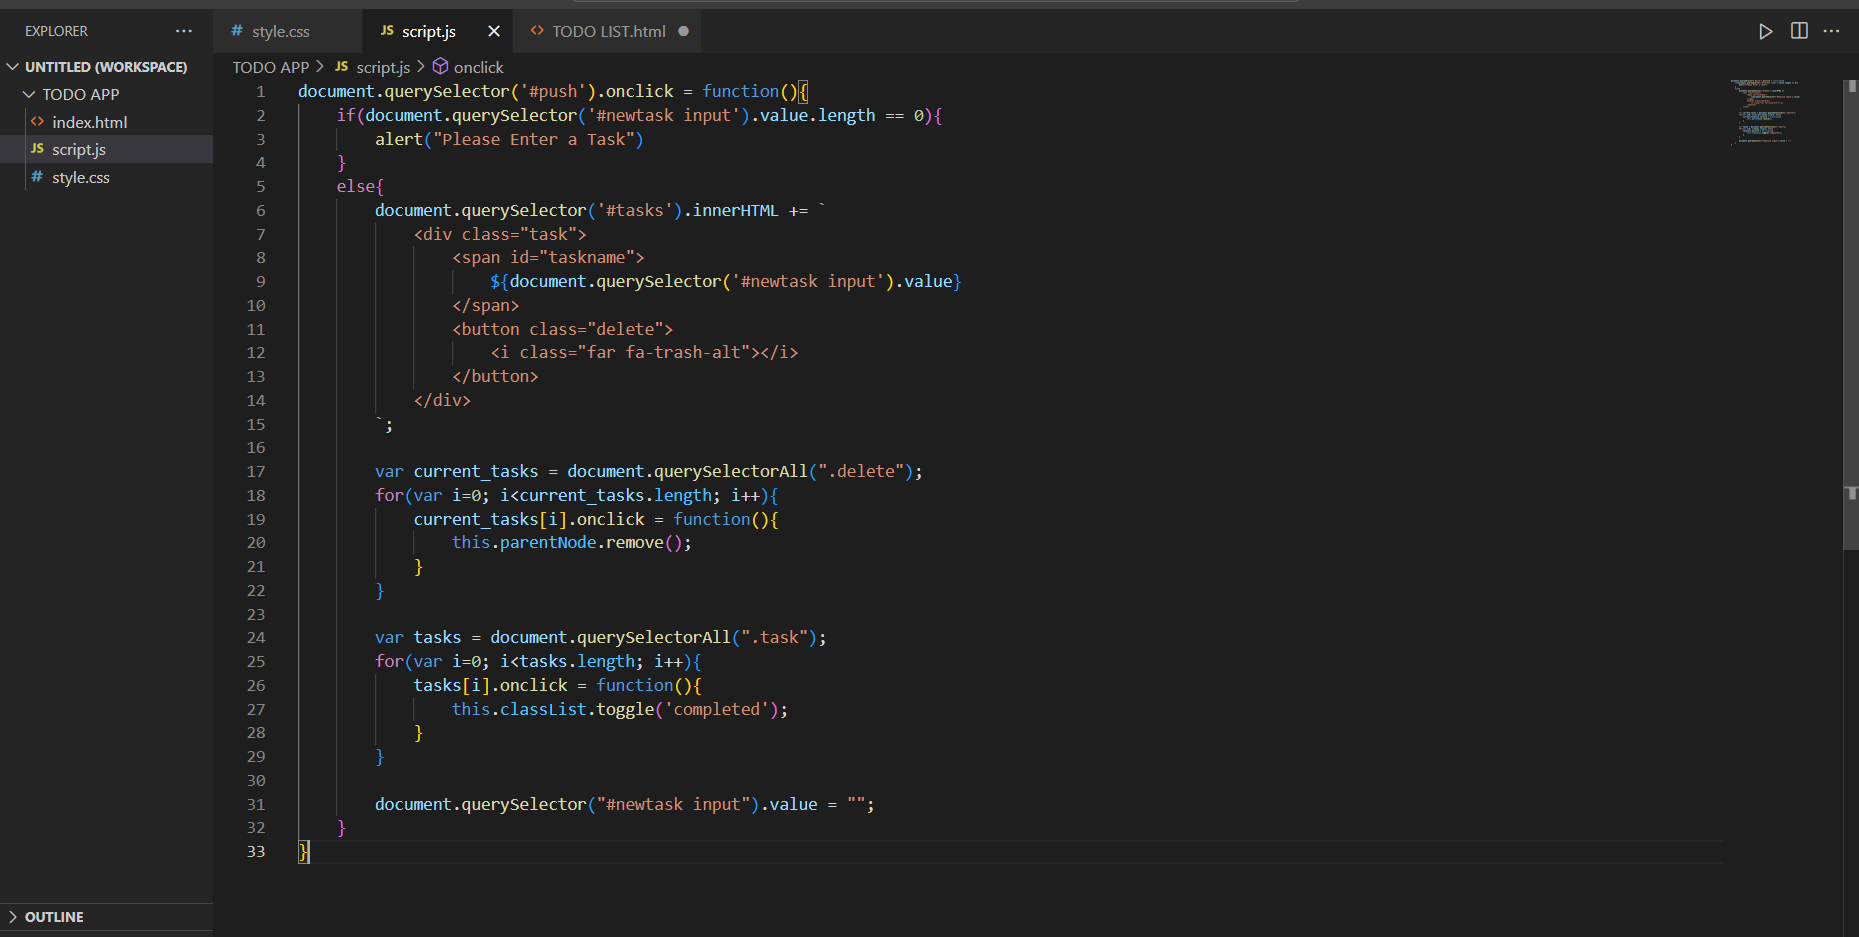 EXPLORER ···
UNTITLED (WORKSPACE)
TODO APP
<> index.html
JS script.js
# style.css
OUTLINE
# style.css
JS script.js
<> TODO LIST.html
TODO APP > JS script.js > onclick
1 document.querySelector('#push').onclick = function(){
2     if(document.querySelector('#newtask input').value.length == 0){
3         alert("Please Enter a Task")
4     }
5     else{
6         document.querySelector('#tasks').innerHTML += `
7             <div class="task">
8                 <span id="taskname">
9                     ${document.querySelector('#newtask input').value}
10                 </span>
11                 <button class="delete">
12                     <i class="far fa-trash-alt"></i>
13                 </button>
14             </div>
15         `;
16
17         var current_tasks = document.querySelectorAll(".delete");
18         for(var i=0; i<current_tasks.length; i++){
19             current_tasks[i].onclick = function(){
20                 this.parentNode.remove();
21             }
22         }
23
24         var tasks = document.querySelectorAll(".task");
25         for(var i=0; i<tasks.length; i++){
26             tasks[i].onclick = function(){
27                 this.classList.toggle('completed');
28             }
29         }
30
31         document.querySelector("#newtask input").value = "";
32     }
33 }